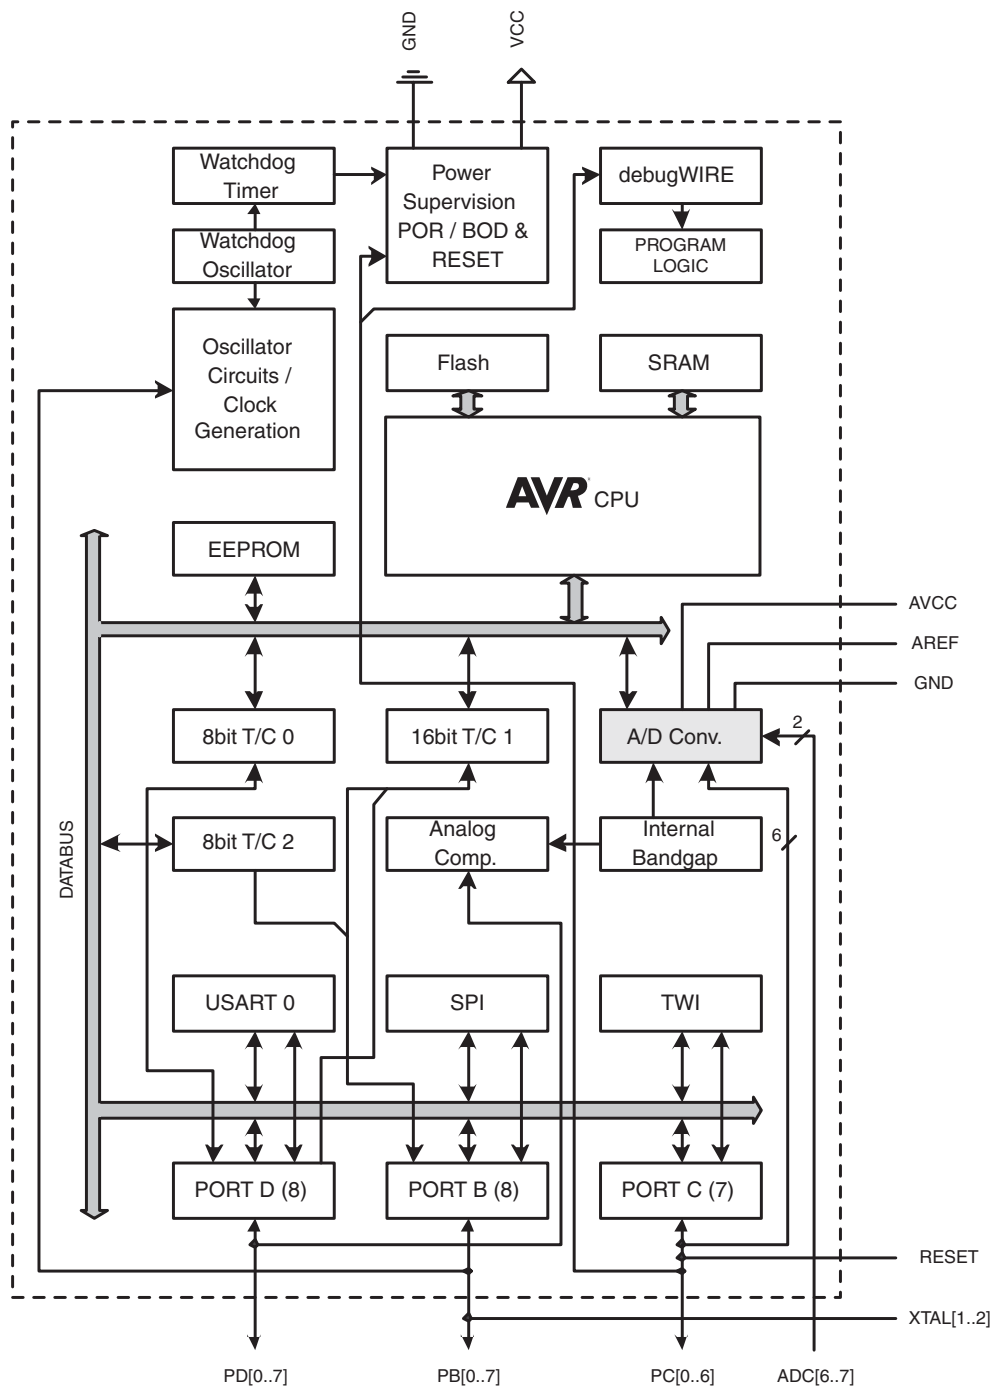 GND
VCC
Watchdog
Timer
Power
Supervision
POR / BOD &
RESET
debugWIRE
Watchdog
Oscillator
PROGRAM
LOGIC
Oscillator
Circuits /
Clock
Generation
Flash
SRAM
AVR CPU
EEPROM
AVCC
AREF
GND
8bit T/C 0
16bit T/C 1
A/D Conv.
2
DATABUS
8bit T/C 2
Analog
Comp.
Internal
Bandgap
6
USART 0
SPI
TWI
PORT D (8)
PORT B (8)
PORT C (7)
RESET
XTAL[1..2]
PD[0..7]
PB[0..7]
PC[0..6]
ADC[6..7]